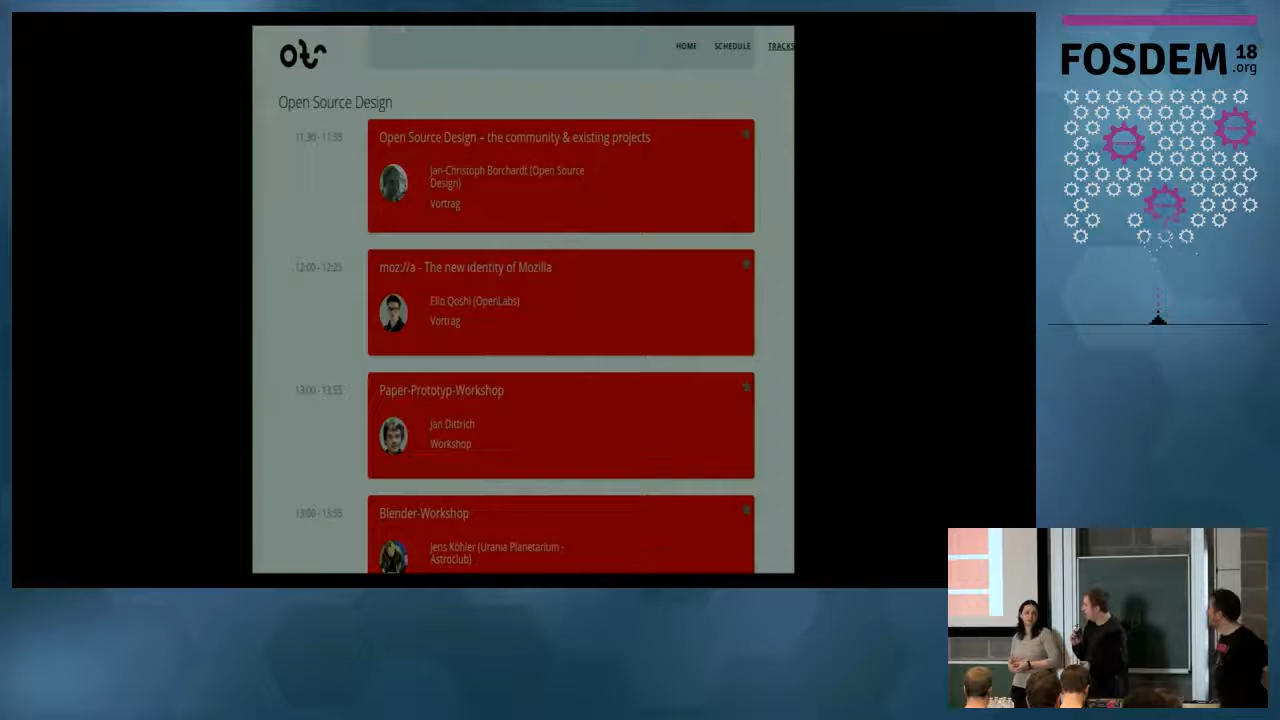 otr
HOME SCHEDULE TRACKS
Open Source Design
11:30 - 11:55
Open Source Design – the community & existing projects
Jan-Christoph Borchardt (Open Source
Design)
Vortrag
12:00 - 12:25
moz://a - The new identity of Mozilla
Elio Qoshi (OpenLabs)
Vortrag
13:00 - 13:55
Paper-Prototyp-Workshop
Jan Dittrich
Workshop
13:00 - 13:55
Blender-Workshop
Jens Köhler (Urania Planetarium -
Astroclub)
FOSDEM 18
.org